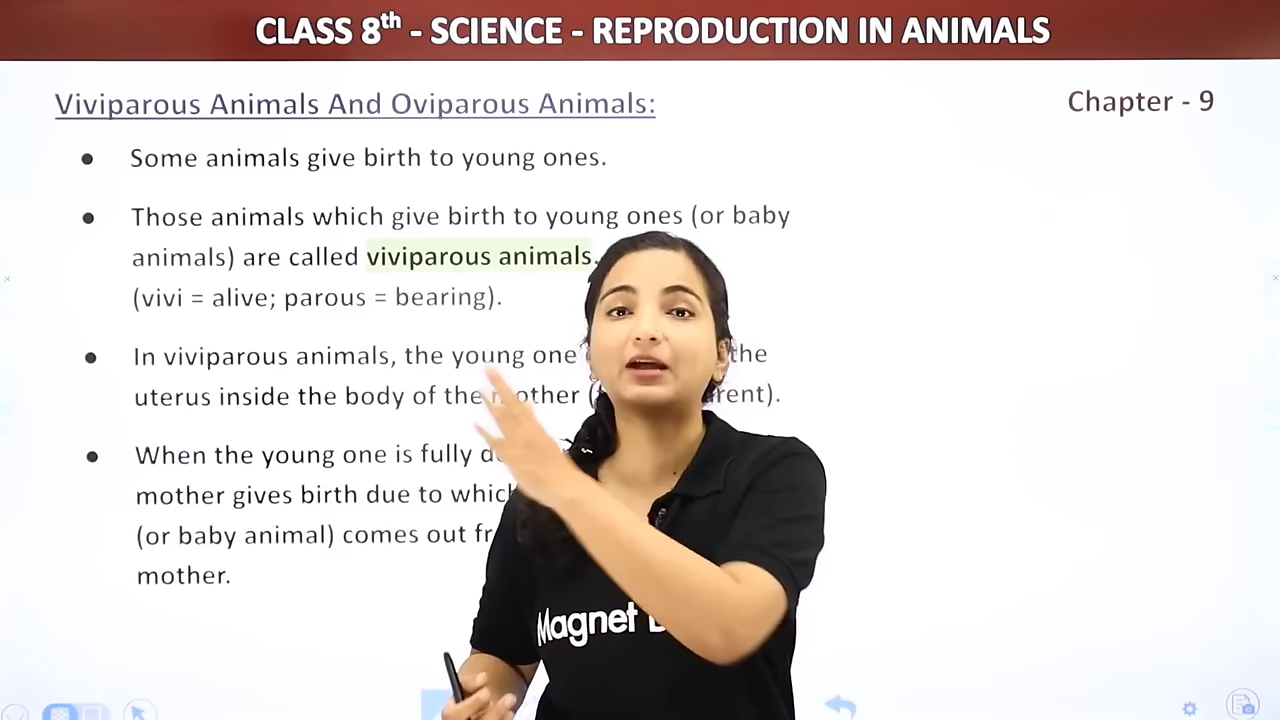 CLASS 8th - SCIENCE - REPRODUCTION IN ANIMALS
Viviparous Animals And Oviparous Animals:
Chapter - 9
Some animals give birth to young ones.
Those animals which give birth to young ones (or baby
animals) are called viviparous animals.
(vivi = alive; parous = bearing).
In viviparous animals, the young one the
uterus inside the body of the mother
When the young one is fully
mother gives birth due to which
(or baby animal) comes out
mother.
Magnet